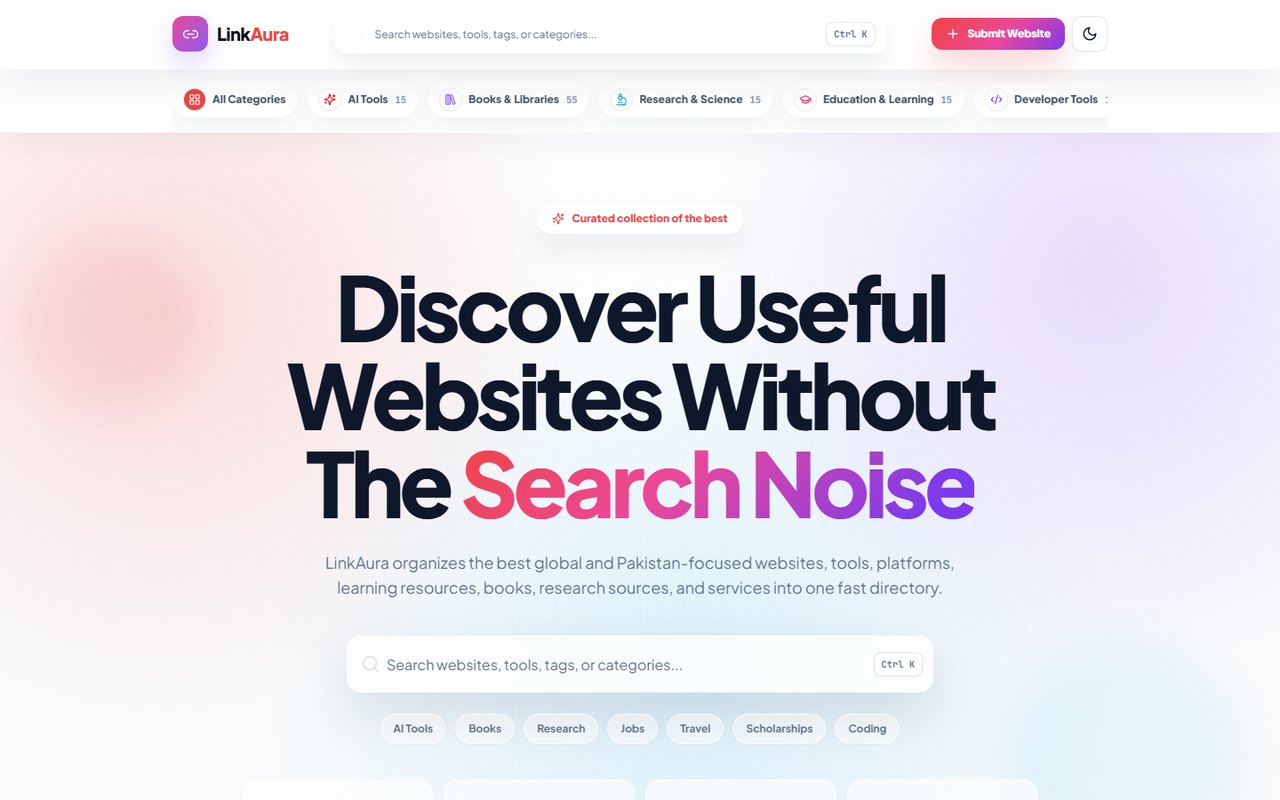 LinkAura
Search websites, tools, tags, or categories...
Ctrl K
Submit Website
All Categories
AI Tools 15
Books & Libraries 55
Research & Science 15
Education & Learning 15
Developer Tools
Curated collection of the best
Discover Useful
Websites Without
The Search Noise
LinkAura organizes the best global and Pakistan-focused websites, tools, platforms,
learning resources, books, research sources, and services into one fast directory.
Search websites, tools, tags, or categories...
Ctrl K
AI Tools
Books
Research
Jobs
Travel
Scholarships
Coding